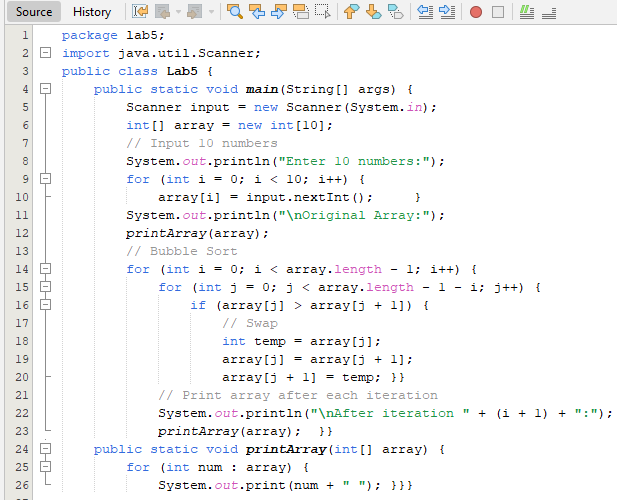 Source History
1 package lab5;
2 import java.util.Scanner;
3 public class Lab5 {
4 public static void main(String[] args) {
5 Scanner input = new Scanner(System.in);
6 int[] array = new int[10];
7 // Input 10 numbers
8 System.out.println("Enter 10 numbers:");
9 for (int i = 0; i < 10; i++) {
10 array[i] = input.nextInt(); }
11 System.out.println("\nOriginal Array:");
12 printArray(array);
13 // Bubble Sort
14 for (int i = 0; i < array.length - 1; i++) {
15 for (int j = 0; j < array.length - 1 - i; j++) {
16 if (array[j] > array[j + 1]) {
17 // Swap
18 int temp = array[j];
19 array[j] = array[j + 1];
20 array[j + 1] = temp; }}
21 // Print array after each iteration
22 System.out.println("\nAfter iteration " + (i + 1) + ":");
23 printArray(array); }}
24 public static void printArray(int[] array) {
25 for (int num : array) {
26 System.out.print(num + " "); }}}